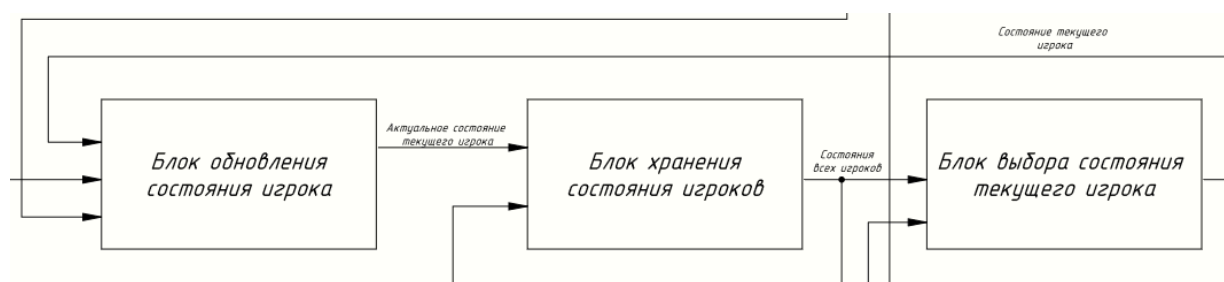 Состояние текущего
игрока
Блок обновления
состояния игрока
Актуальное состояние
текущего игрока
Блок хранения
состояния игроков
Состояния
всех игроков
Блок выбора состояния
текущего игрока